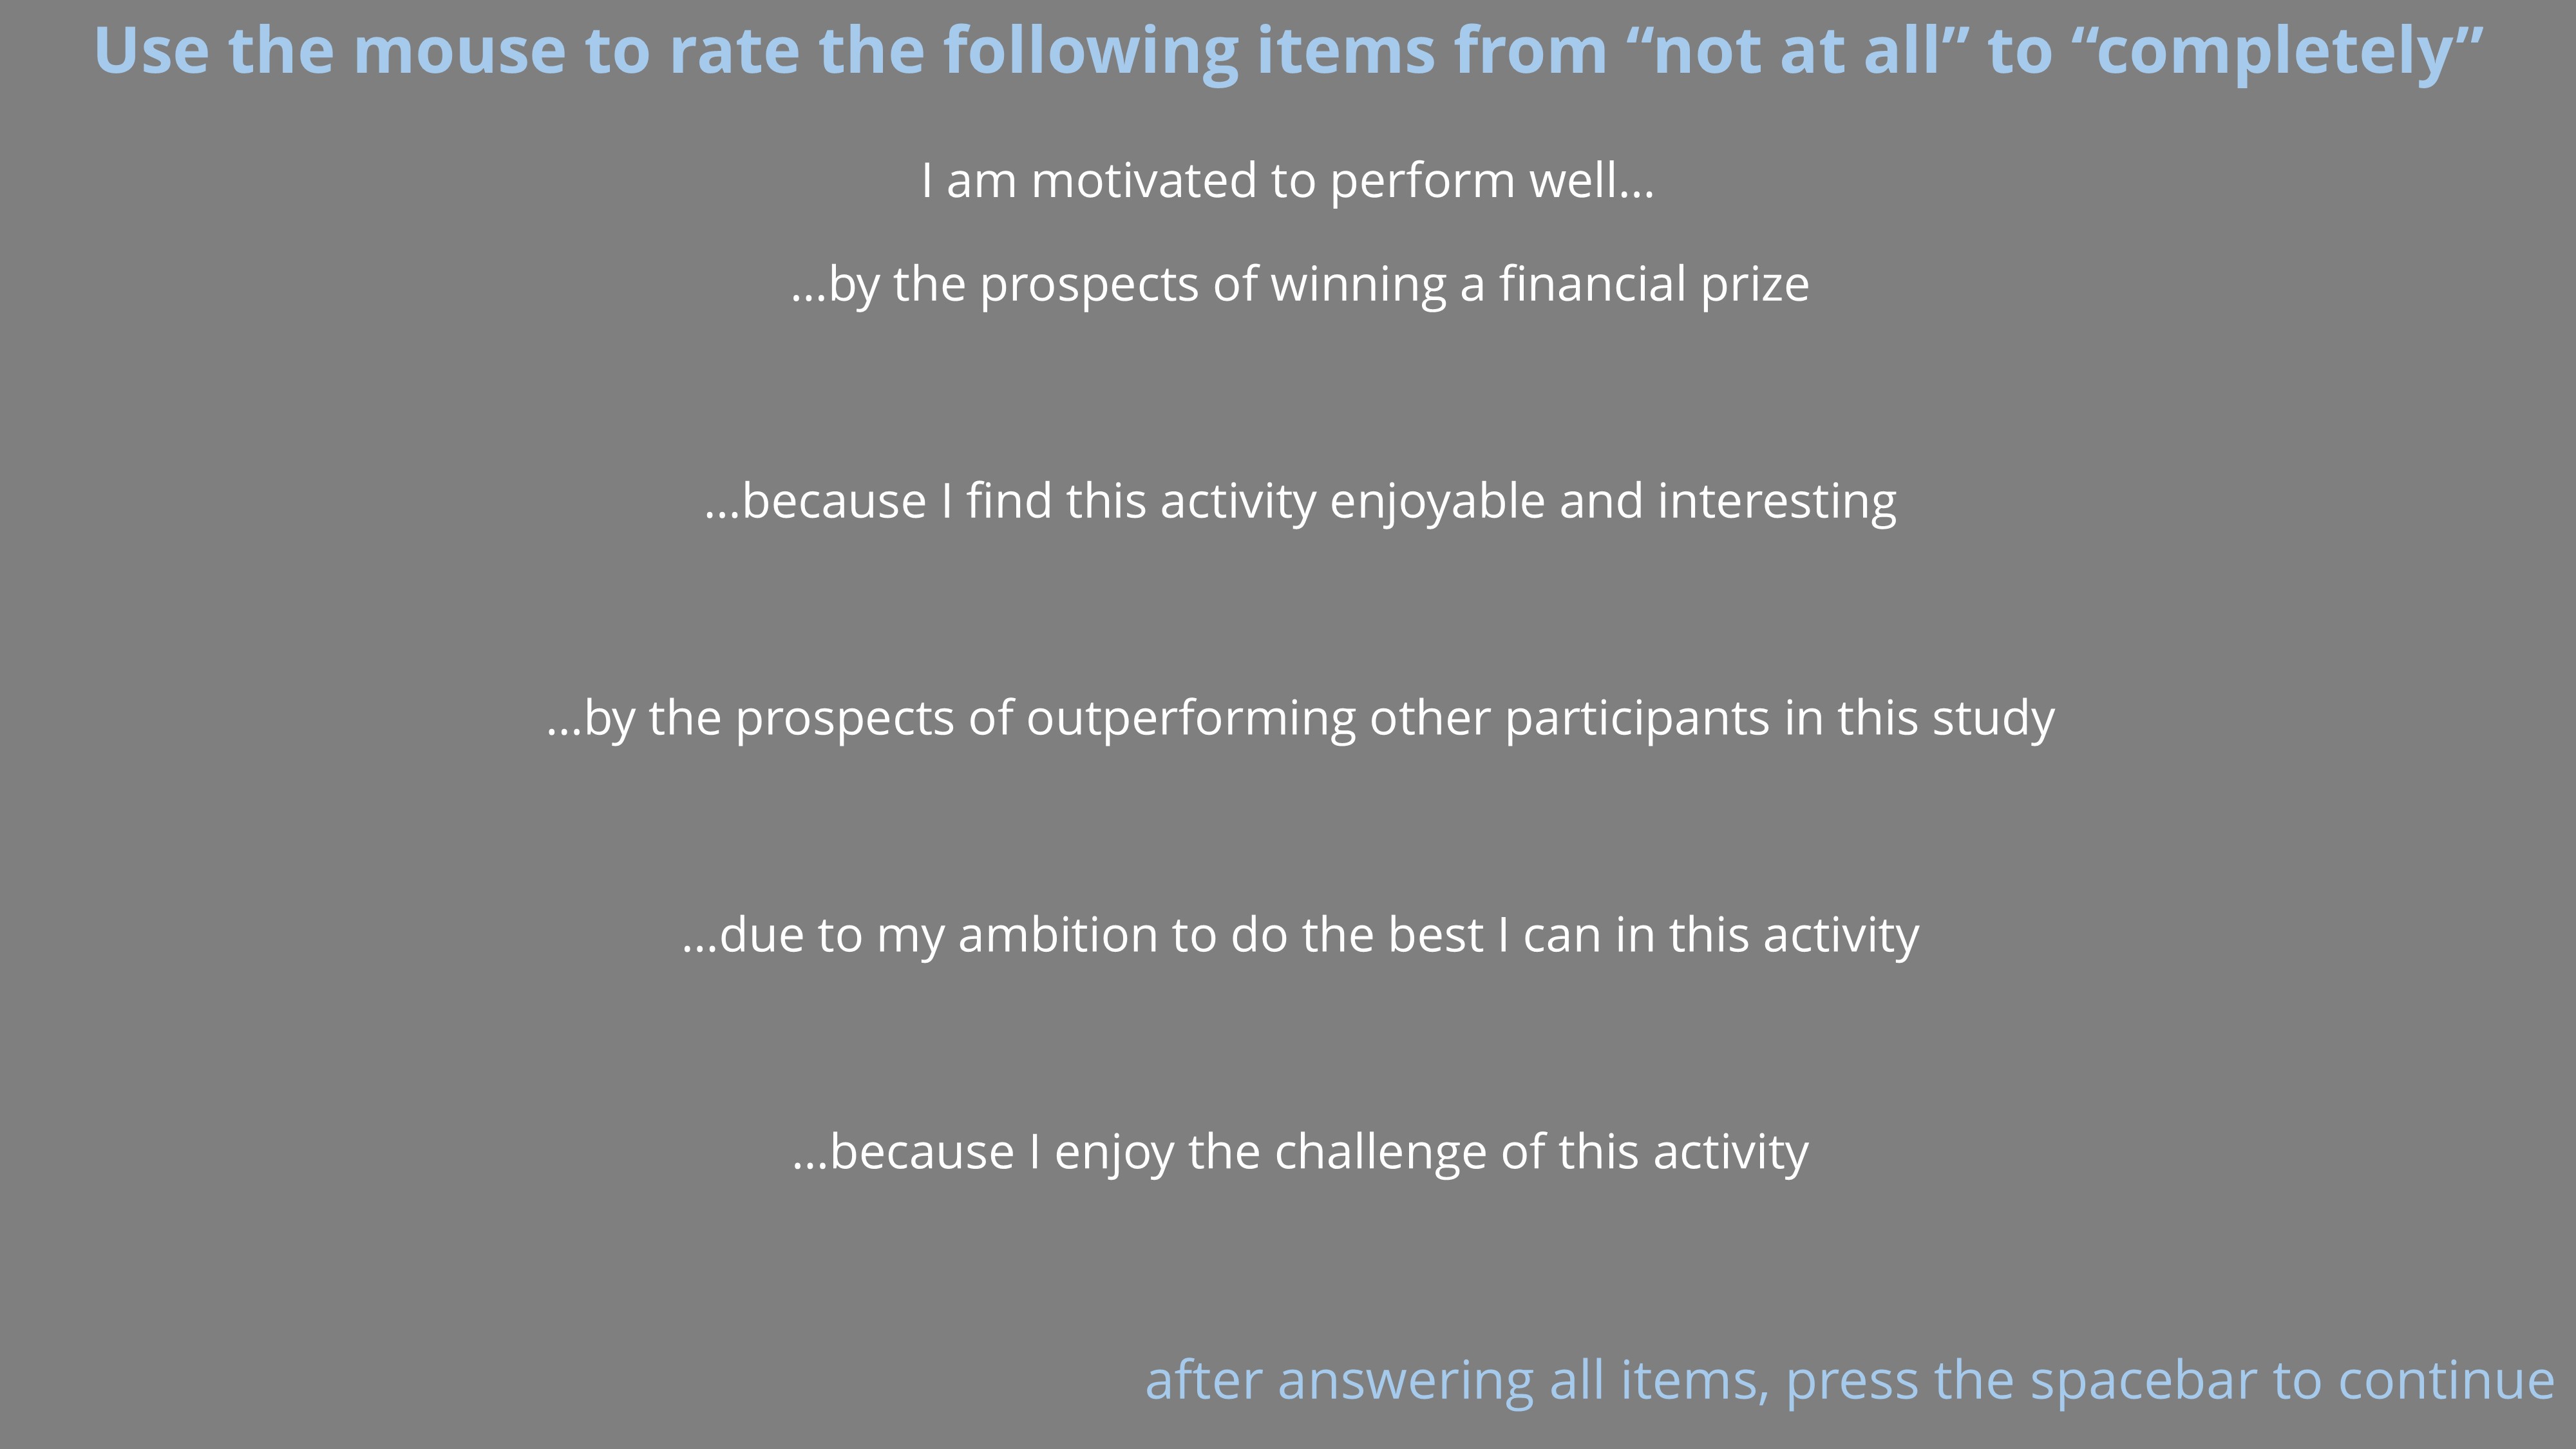 Use the mouse to rate the following items from “not at all” to “completely”
I am motivated to perform well...
...by the prospects of winning a financial prize
...because I find this activity enjoyable and interesting
...by the prospects of outperforming other participants in this study
...due to my ambition to do the best I can in this activity
...because I enjoy the challenge of this activity
after answering all items, press the spacebar to continue